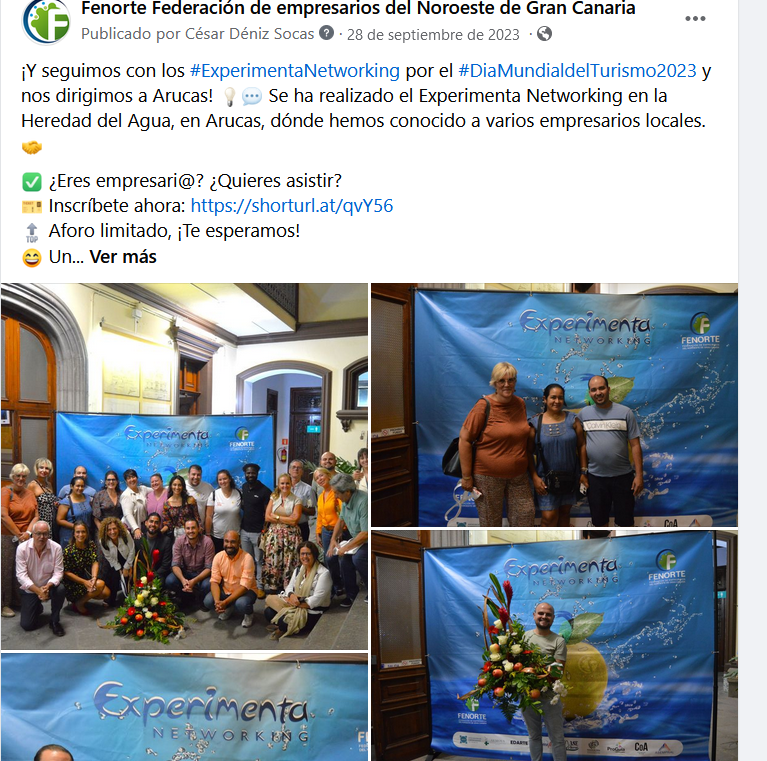 Fenorte Federación de empresarios del Noroeste de Gran Canaria
Publicado por César Déniz Socas · 28 de septiembre de 2023 ·
¡Y seguimos con los #ExperimentaNetworking por el #DiaMundialdelTurismo2023 y
nos dirigimos a Arucas! Se ha realizado el Experimenta Networking en la
Heredad del Agua, en Arucas, dónde hemos conocido a varios empresarios locales.
¿Eres empresari@? ¿Quieres asistir?
Inscríbete ahora: https://shorturl.at/qvY56
TOP Aforo limitado, ¡Te esperamos!
Un... Ver más
Experimenta
NETWORKING
FENORTE
Experimenta
NETWORKING
FENORTE
CoA
Experimenta
NETWORKING
FENORTE
FENORTE
CoA
Experimenta
NETWORKING